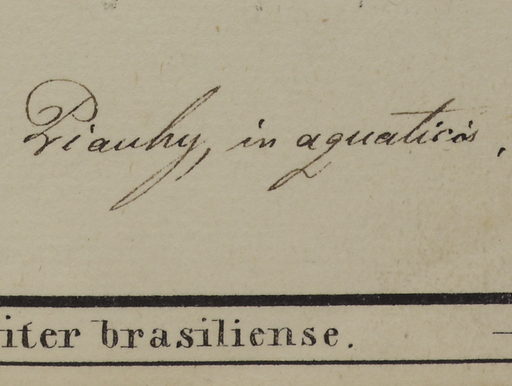 Piauhy, in aquaticis,
iter brasiliense.